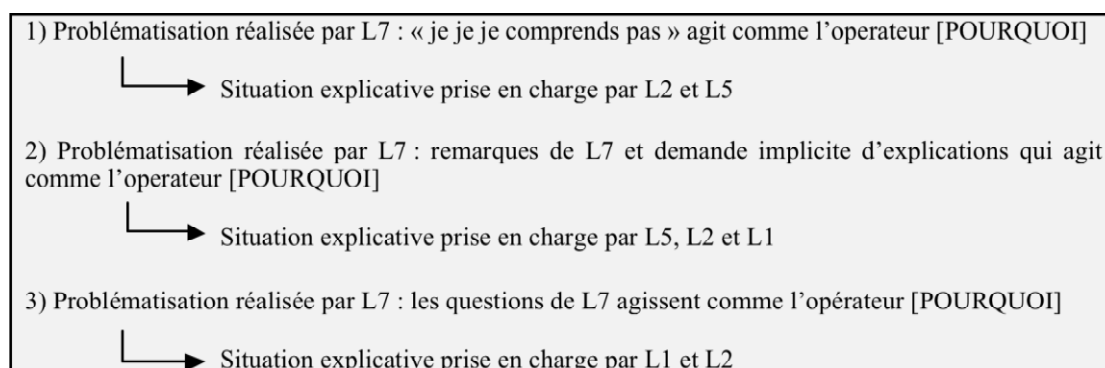 1) Problématisation réalisée par L7 : « je je je comprends pas » agit comme l’operateur [POURQUOI]
Situation explicative prise en charge par L2 et L5
2) Problématisation réalisée par L7 : remarques de L7 et demande implicite d’explications qui agit
comme l’operateur [POURQUOI]
Situation explicative prise en charge par L5, L2 et L1
3) Problématisation réalisée par L7 : les questions de L7 agissent comme l’opérateur [POURQUOI]
Situation explicative prise en charge par L1 et L2